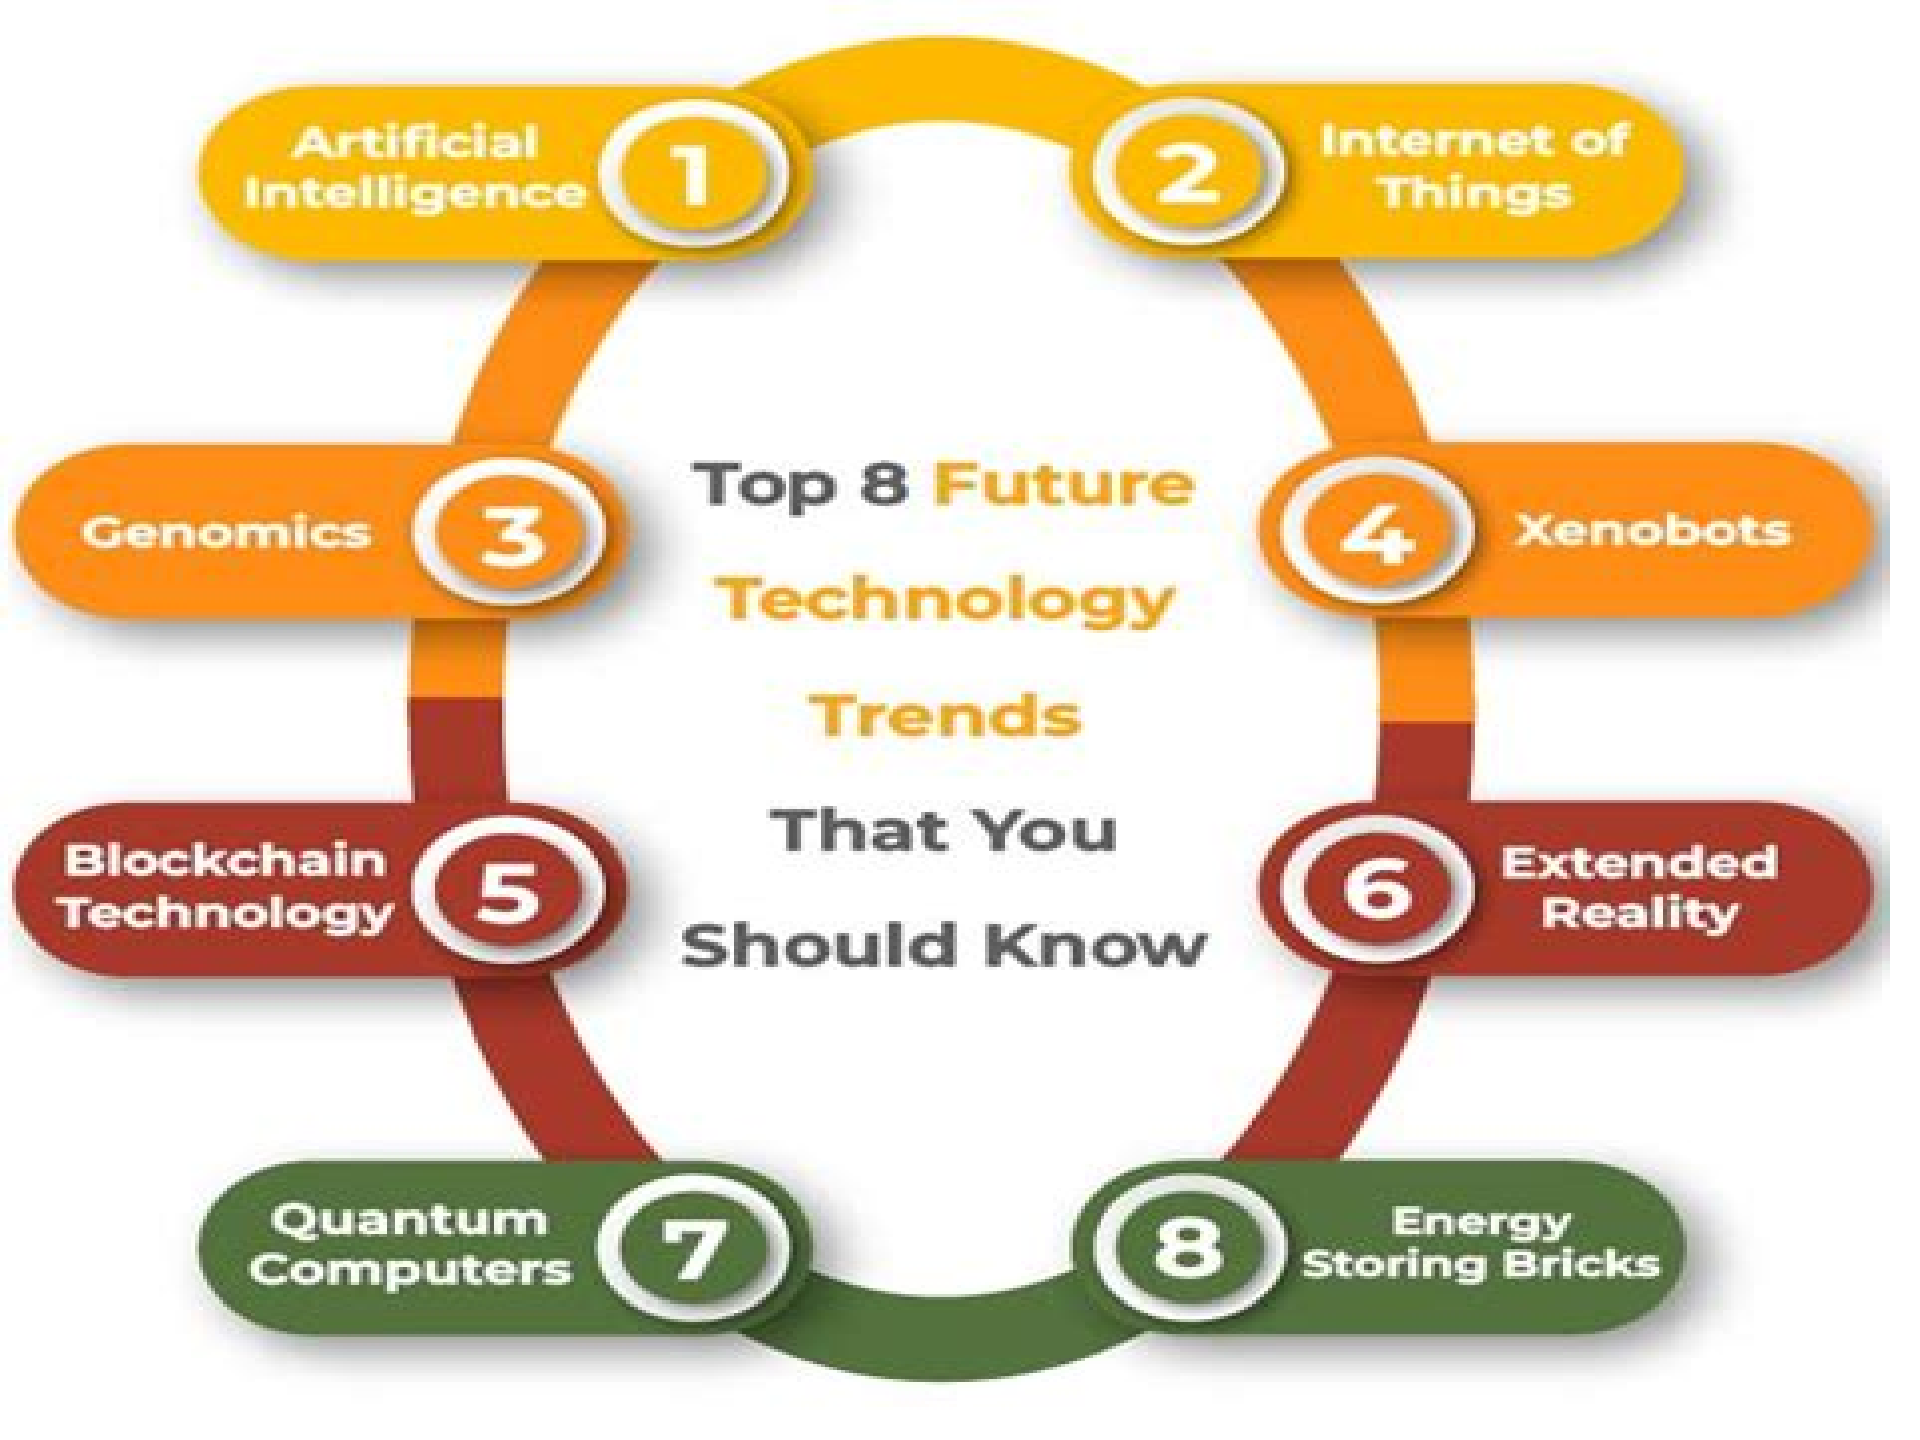 Artificial
Intelligence
1
2
Internet of
Things
Genomics
3
4
Xenobots
Top 8 Future
Technology
Trends
That You
Should Know
Blockchain
Technology
5
6
Extended
Reality
Quantum
Computers
7
8
Energy
Storing Bricks